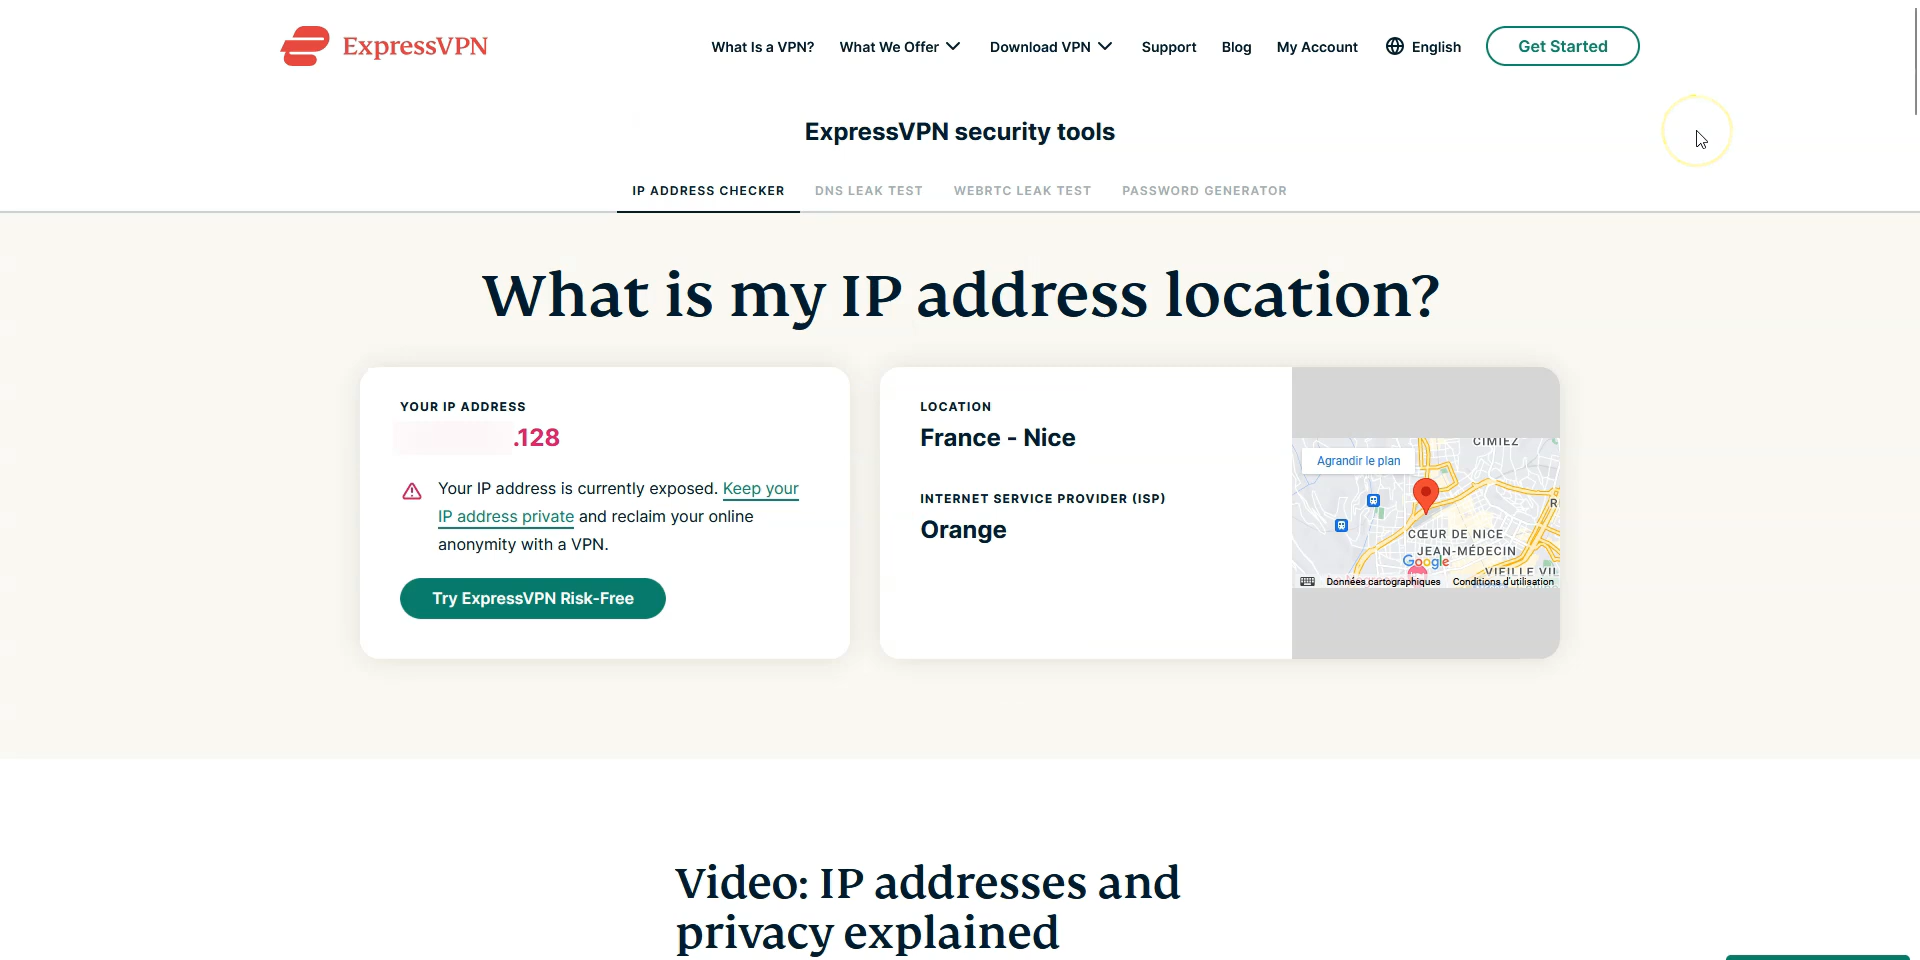 ExpressVPN
What Is a VPN?
What We Offer
Download VPN
Support
Blog
My Account
English
Get Started
ExpressVPN security tools
IP ADDRESS CHECKER
DNS LEAK TEST
WEBRTC LEAK TEST
PASSWORD GENERATOR
What is my IP address location?
YOUR IP ADDRESS
.128
Your IP address is currently exposed. Keep your
IP address private and reclaim your online
anonymity with a VPN.
Try ExpressVPN Risk-Free
LOCATION
France - Nice
INTERNET SERVICE PROVIDER (ISP)
Orange
CIMIEZ
Agrandir le plan
CŒUR DE NICE
JEAN-MÉDECIN
Google
VIEILLE VIL
Données cartographiques
Conditions d'utilisation
Video: IP addresses and
privacy explained